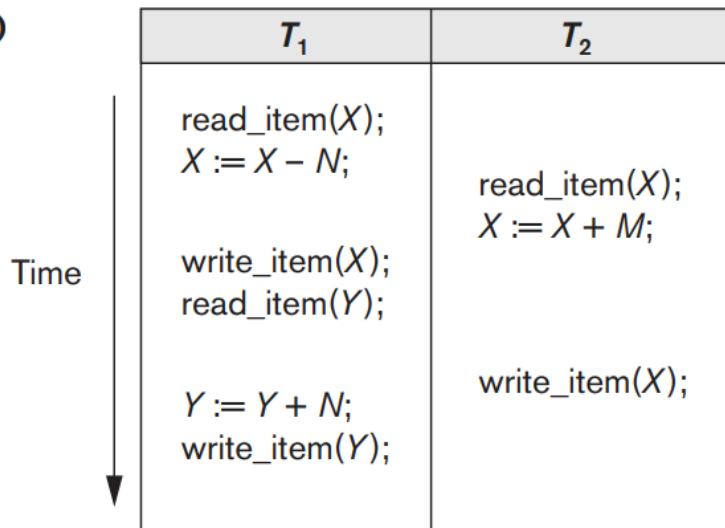 )
T₁ T₂
read_item(X);
X := X – N;
read_item(X);
X := X + M;
write_item(X);
Time
read_item(Y);
write_item(X);
Y := Y + N;
write_item(Y);